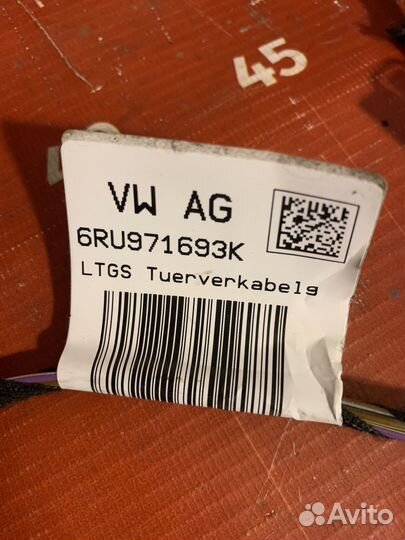 45
VW AG
6RU971693K
LTGS Tuerverkabelg
Avito